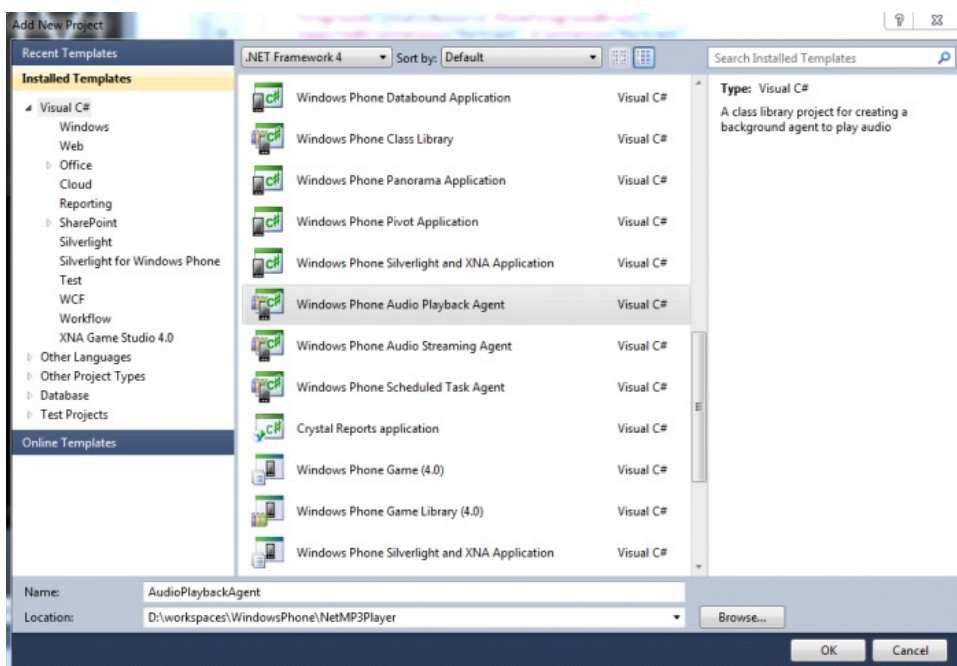 Add New Project
Recent Templates
.NET Framework 4
Sort by: Default
Search Installed Templates
Installed Templates
Visual C#
Windows
Web
Office
Cloud
Reporting
SharePoint
Silverlight
Silverlight for Windows Phone
Test
WCF
Workflow
XNA Game Studio 4.0
Other Languages
Other Project Types
Database
Test Projects
Online Templates
Windows Phone Databound Application Visual C#
Windows Phone Class Library Visual C#
Windows Phone Panorama Application Visual C#
Windows Phone Pivot Application Visual C#
Windows Phone Silverlight and XNA Application Visual C#
Windows Phone Audio Playback Agent Visual C#
Windows Phone Audio Streaming Agent Visual C#
Windows Phone Scheduled Task Agent Visual C#
Crystal Reports application Visual C#
Windows Phone Game (4.0) Visual C#
Windows Phone Game Library (4.0) Visual C#
Windows Phone Silverlight and XNA Application Visual C#
Type: Visual C#
A class library project for creating a
background agent to play audio
Name: AudioPlaybackAgent
Location: D:\workspaces\WindowsPhone\NetMP3Player
Browse...
OK Cancel